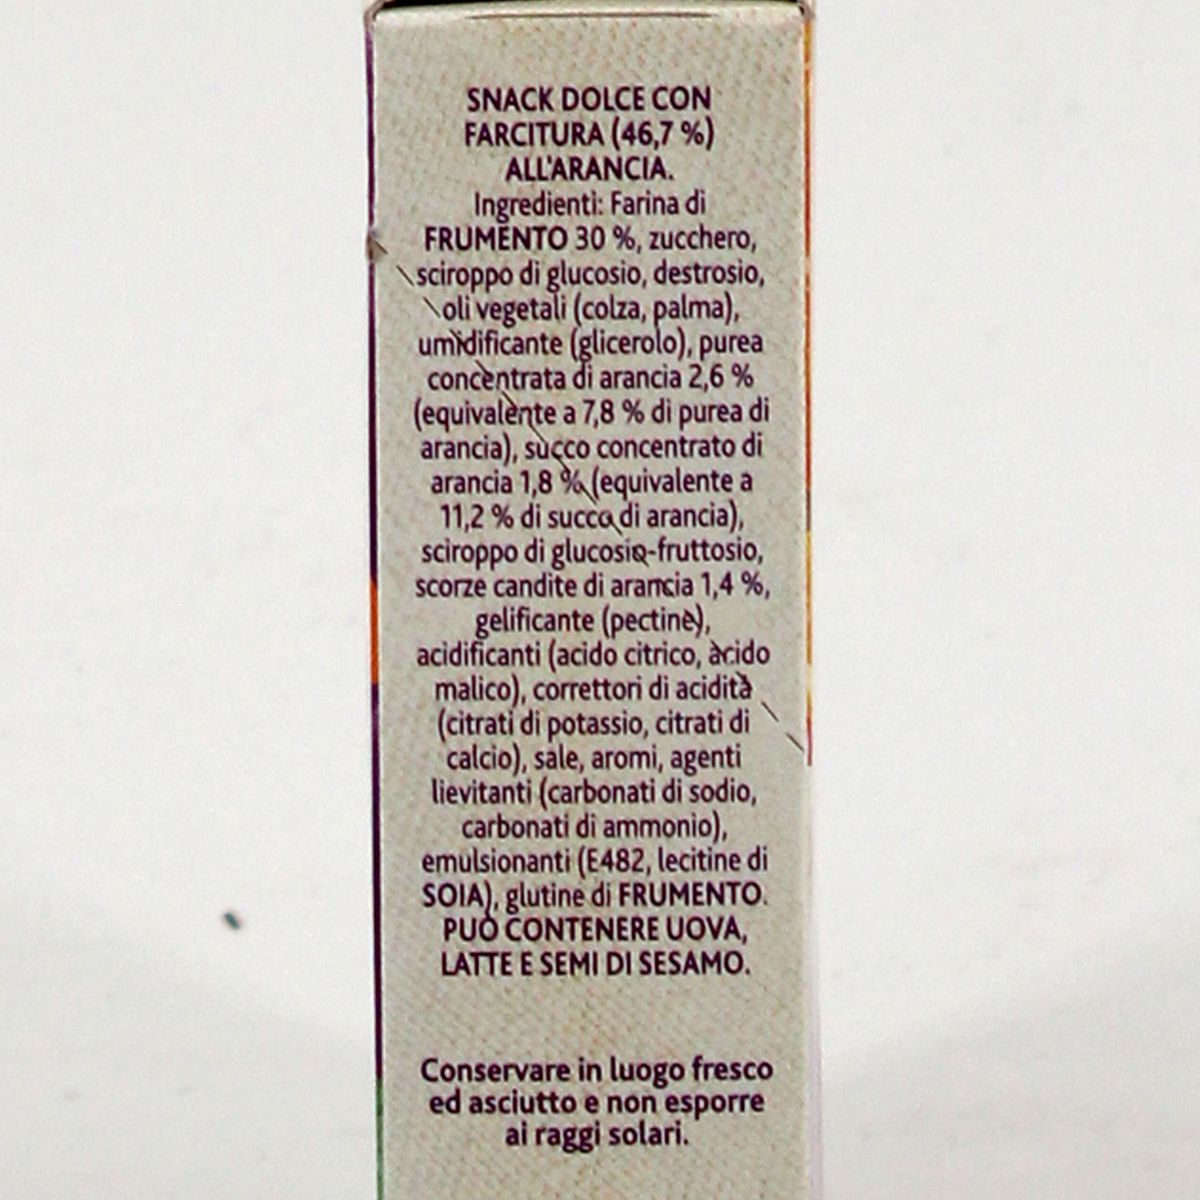 SNACK DOLCE CON
FARCITURA (46,7 %)
ALL'ARANCIA.
Ingredienti: Farina di
FRUMENTO 30 %, zucchero,
sciroppo di glucosio, destrosio,
oli vegetali (colza, palma),
umidificante (glicerolo), purea
concentrata di arancia 2,6 %
(equivalente a 7,8 % di purea di
arancia), succo concentrato di
arancia 1,8 % (equivalente a
11,2 % di succo di arancia),
sciroppo di glucosio-fruttosio,
scorze candite di arancia 1,4 %,
gelificante (pectine),
acidificanti (acido citrico, acido
malico), correttori di acidità
(citrati di potassio, citrati di
calcio), sale, aromi, agenti
lievitanti (carbonati di sodio,
carbonati di ammonio),
emulsionanti (E482, lecitine di
SOIA), glutine di FRUMENTO.
PUÒ CONTENERE UOVA,
LATTE E SEMI DI SESAMO.
Conservare in luogo fresco
ed asciutto e non esporre
ai raggi solari.